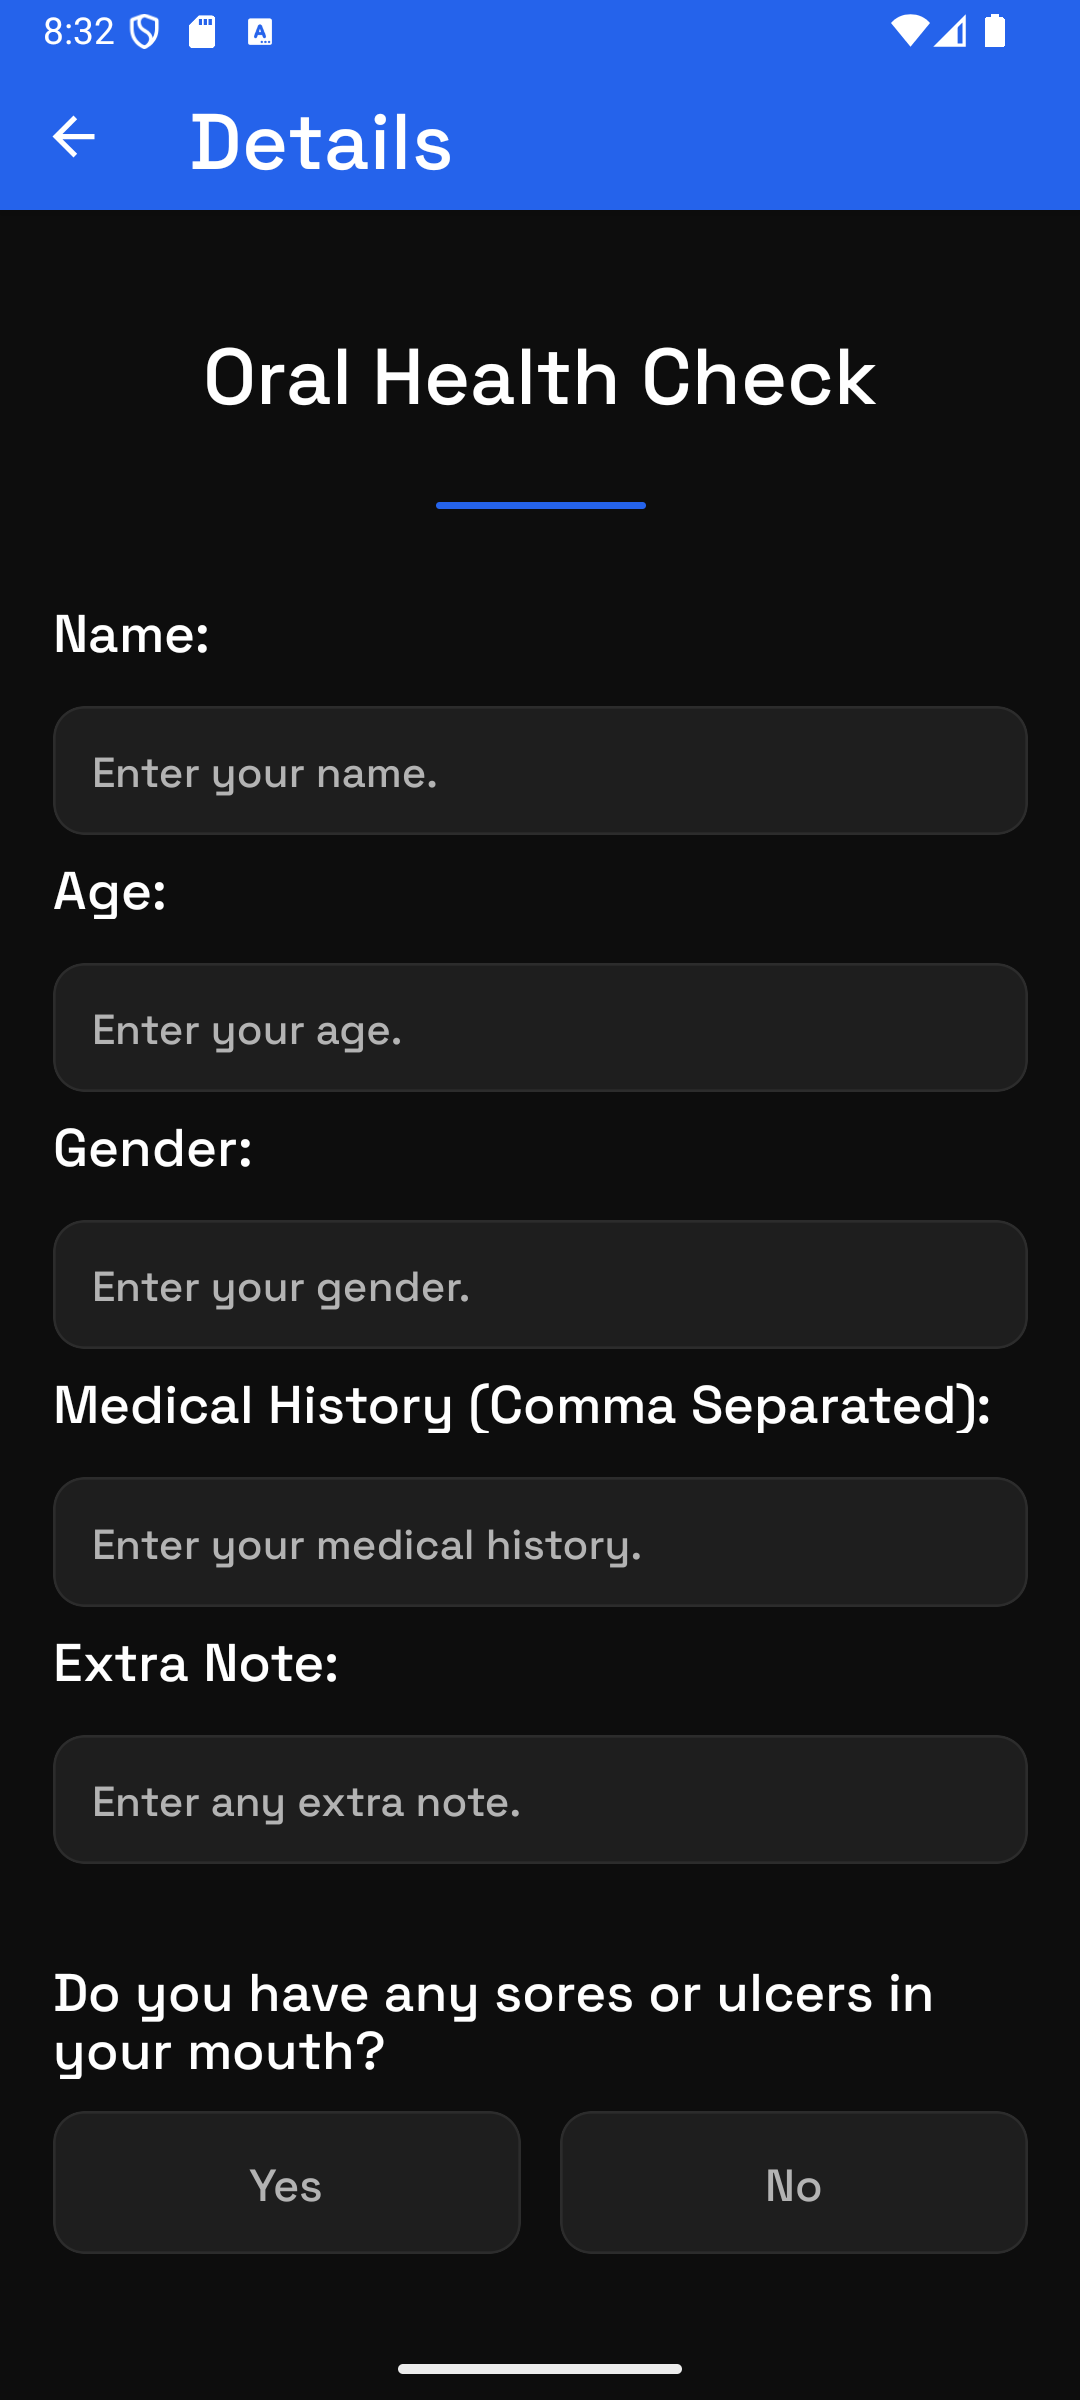 8:32
Details
Oral Health Check
Name:
Enter your name.
Age:
Enter your age.
Gender:
Enter your gender.
Medical History (Comma Separated):
Enter your medical history.
Extra Note:
Enter any extra note.
Do you have any sores or ulcers in
your mouth?
Yes
No